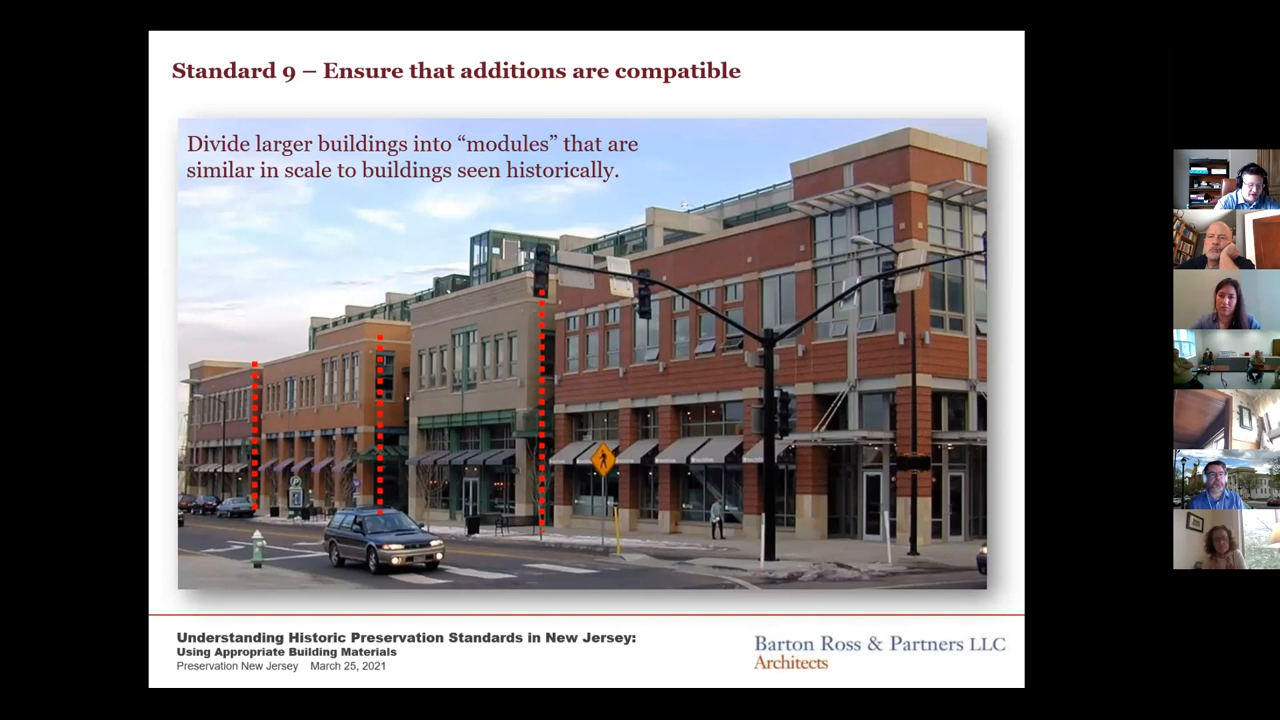 Standard 9 – Ensure that additions are compatible
Divide larger buildings into “modules” that are
similar in scale to buildings seen historically.
Understanding Historic Preservation Standards in New Jersey:
Using Appropriate Building Materials
Preservation New Jersey March 25, 2021
Barton Ross & Partners LLC
Architects